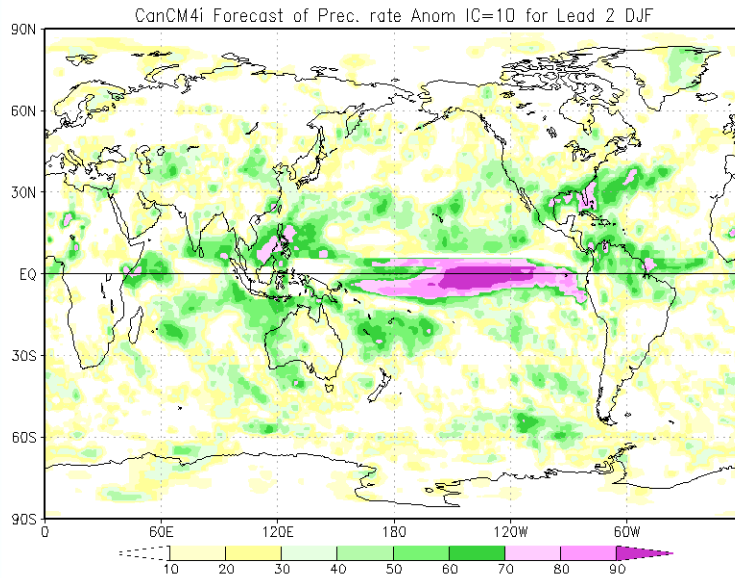 CanCM4i Forecast of Prec. rate Anom IC=10 for Lead 2 DJF
90N
60N
30N
EQ
30S
60S
90S
0 60E 120E 180 120W 60W
10 20 30 40 50 60 70 80 90